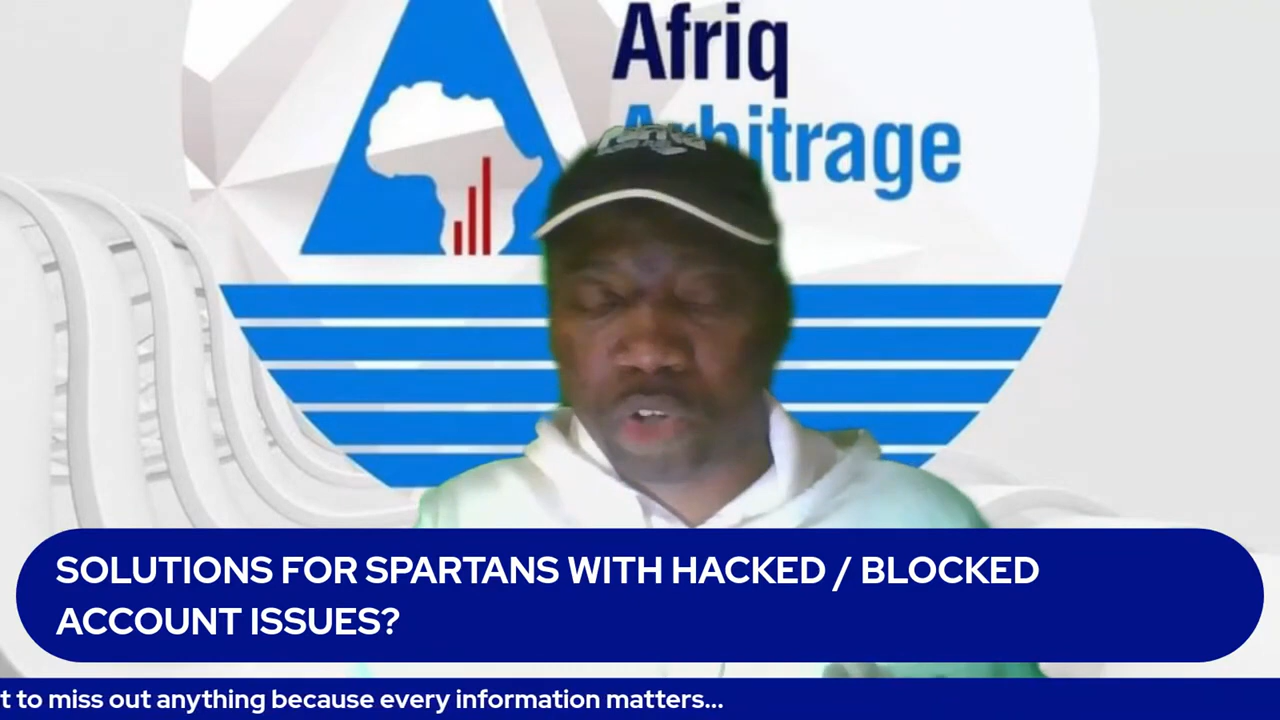 Afriq
Arbitrage
SOLUTIONS FOR SPARTANS WITH HACKED / BLOCKED
ACCOUNT ISSUES?
t to miss out anything because every information matters...